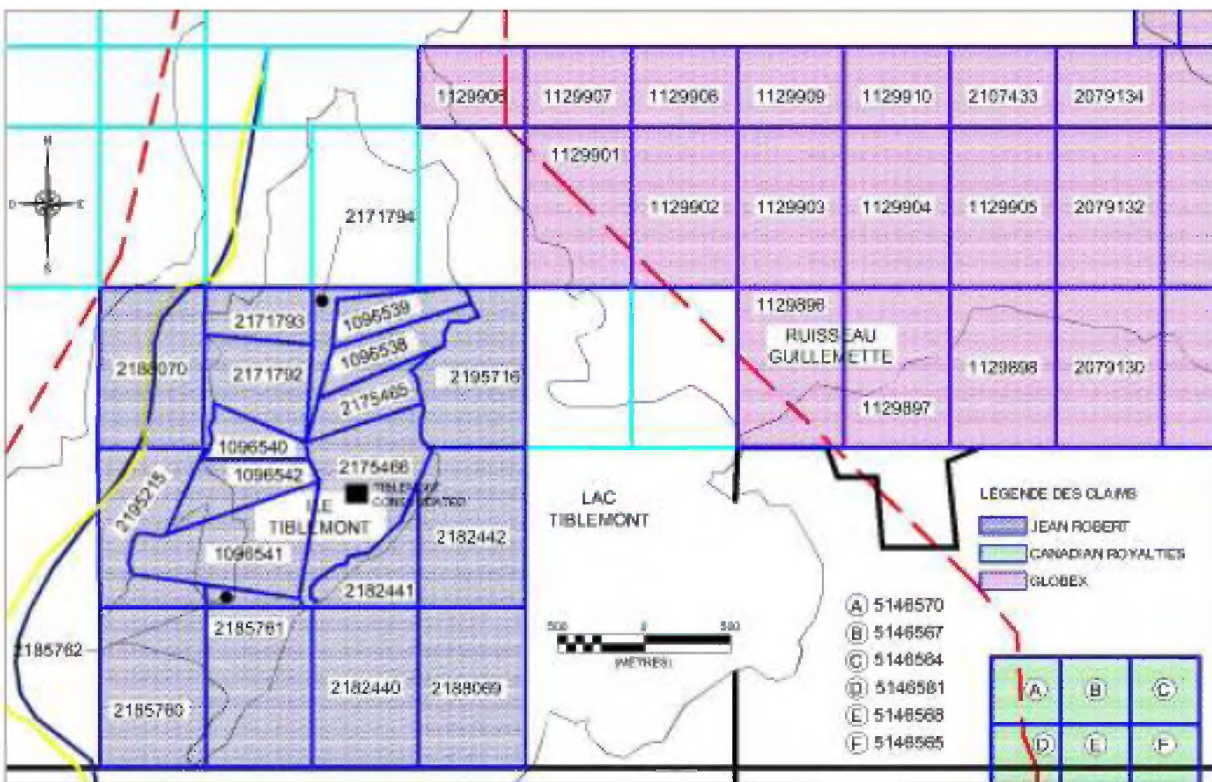 1129906 1129907 1129906 1129909 1129910 2107433 2079134
1129901
N
O E
S
2171794
1129902 1129903 1129904 1129905 2079132
1096539
2171793
1129896
RUISSEAU
GUILLEMETTE
1096538
2188070
2171792
2195716
1129898 2079130
2175465
1129897
1096540
2175466
1096542
2195215
ILE
TIBLEMONT
LAC
TIBLEMONT
LÉGENDE DES CLAIMS
JEAN ROBERT
CANADIAN ROYALTIES
GLOBEX
2182442
1096541
2182441
2185761
2185762
500 0 500
(MÈTRES)
A 5146570
B 5146567
C 5146564
D 5146581
E 5146568
F 5146565
2182440 2188069
2185760
A B C
D E F